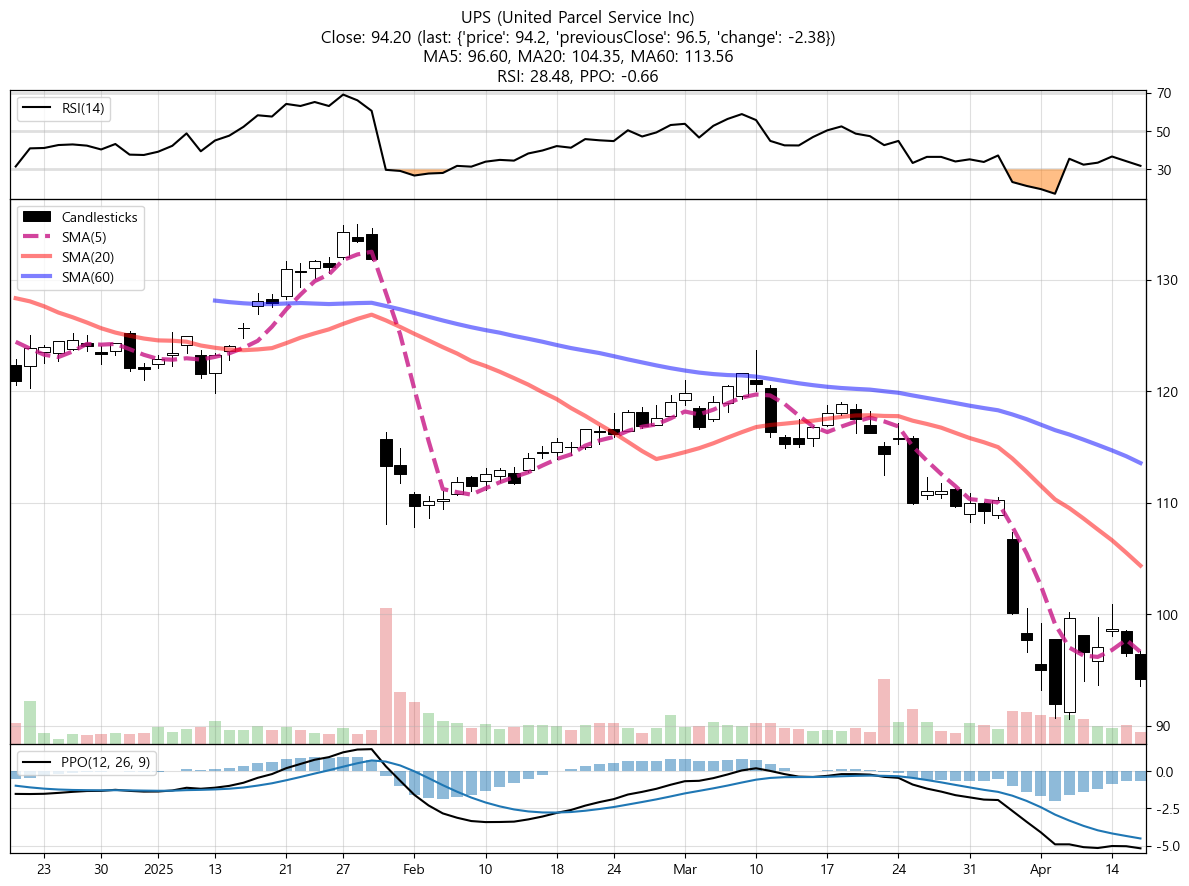 UPS (United Parcel Service Inc)
Close: 94.20 (last: {'price': 94.2, 'previousClose': 96.5, 'change': -2.38})
MA5: 96.60, MA20: 104.35, MA60: 113.56
RSI: 28.48, PPO: -0.66
RSI(14)
70
50
30
Candlesticks
SMA(5)
SMA(20)
SMA(60)
130
120
110
100
90
PPO(12, 26, 9)
0.0
−2.5
−5.0
23 30 2025 13 21 27 Feb 10 18 24 Mar 10 17 24 31 Apr 14